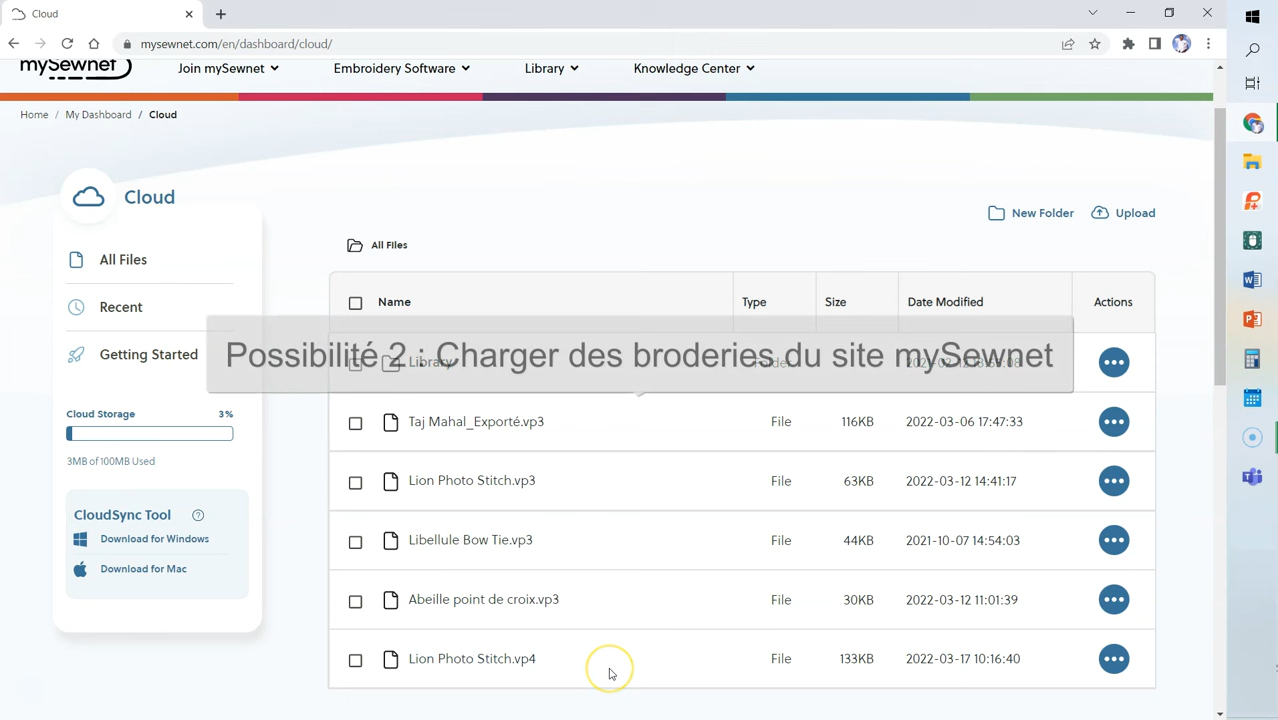 Cloud
mysewnet.com/en/dashboard/cloud/
mySewnet
Join mySewnet
Embroidery Software
Library
Knowledge Center
Home / My Dashboard / Cloud
Cloud
New Folder
Upload
All Files
All Files
Recent
Getting Started
Name
Type
Size
Date Modified
Actions
Library
Possibilité 2 : Charger des broderies du site mySewnet
Taj Mahal_Exporté.vp3
File
116KB
2022-03-06 17:47:33
Lion Photo Stitch.vp3
File
63KB
2022-03-12 14:41:17
Libellule Bow Tie.vp3
File
44KB
2021-10-07 14:54:03
Abeille point de croix.vp3
File
30KB
2022-03-12 11:01:39
Lion Photo Stitch.vp4
File
133KB
2022-03-17 10:16:40
Cloud Storage
3%
3MB of 100MB Used
CloudSync Tool
Download for Windows
Download for Mac